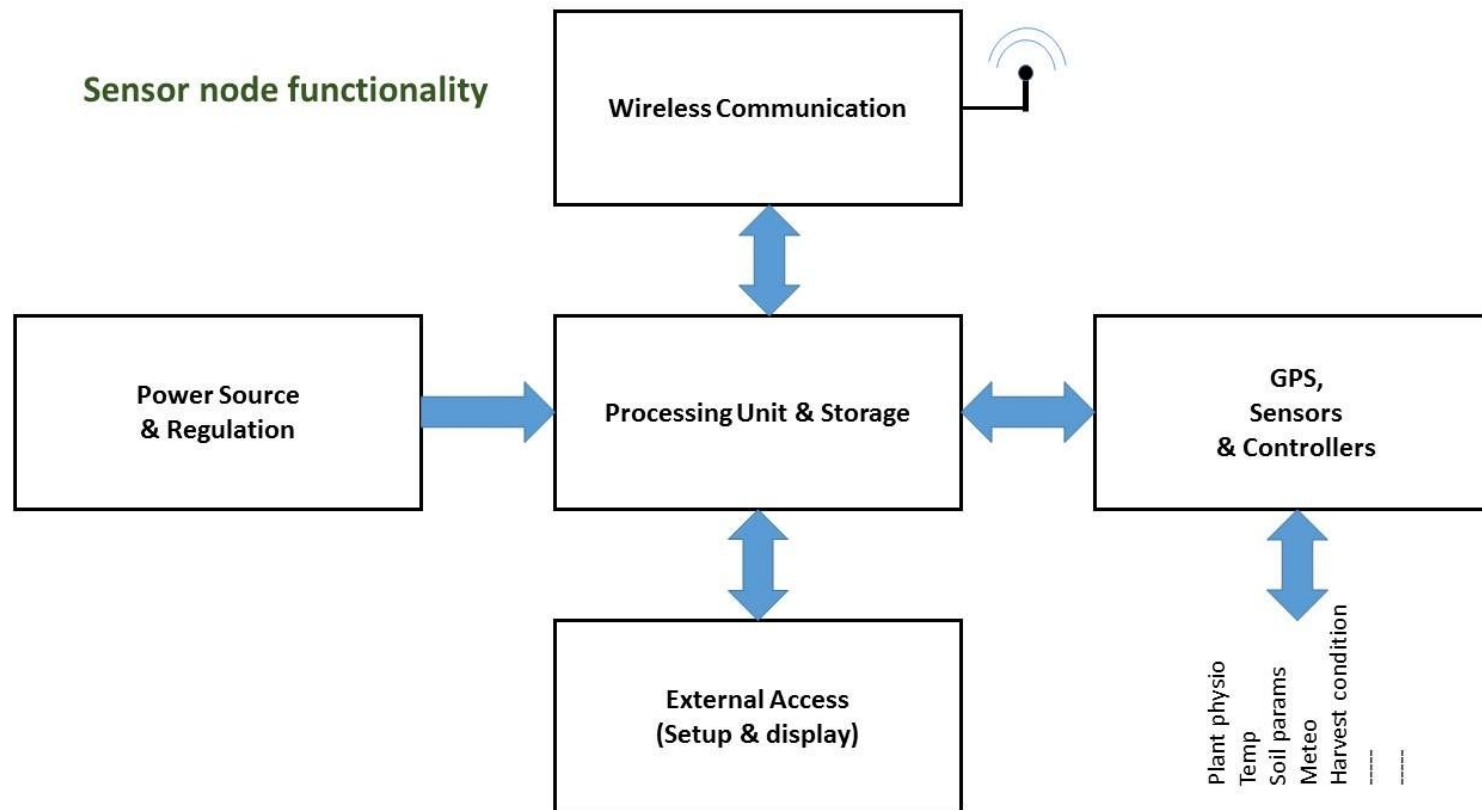 Sensor node functionality
Wireless Communication
Power Source
& Regulation
Processing Unit & Storage
GPS,
Sensors
& Controllers
External Access
(Setup & display)
Plant physio
Temp
Soil params
Meteo
Harvest condition
-----
-----